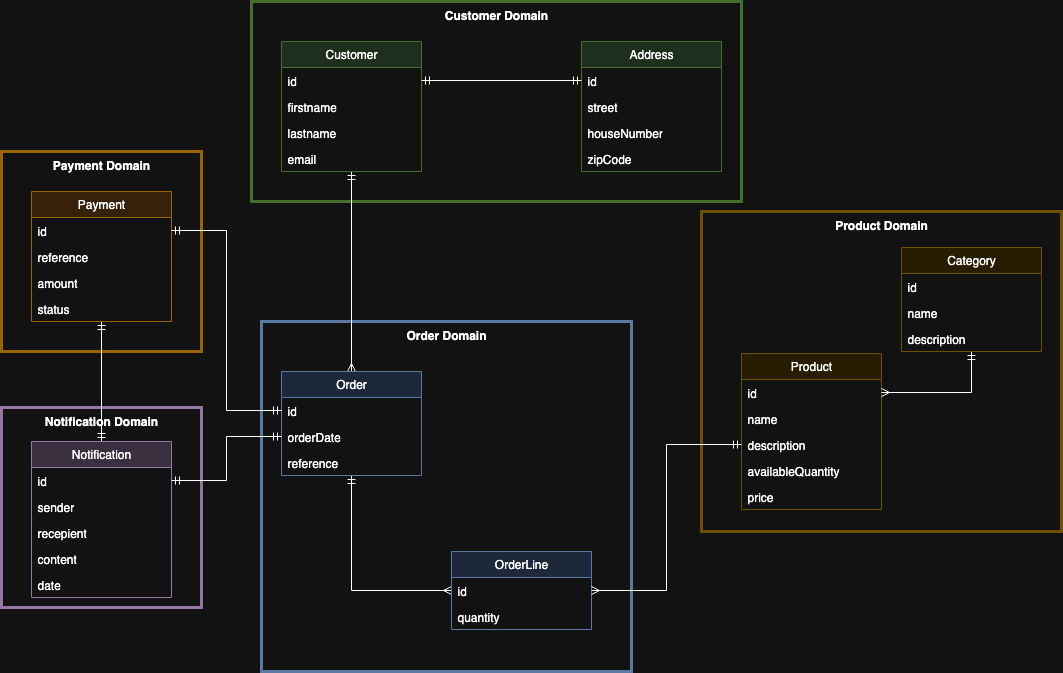 Customer Domain
Customer
id
firstname
lastname
email
Address
id
street
houseNumber
zipCode
Payment Domain
Payment
id
reference
amount
status
Product Domain
Category
id
name
description
Product
id
name
description
availableQuantity
price
Order Domain
Order
id
orderDate
reference
OrderLine
id
quantity
Notification Domain
Notification
id
sender
recepient
content
date